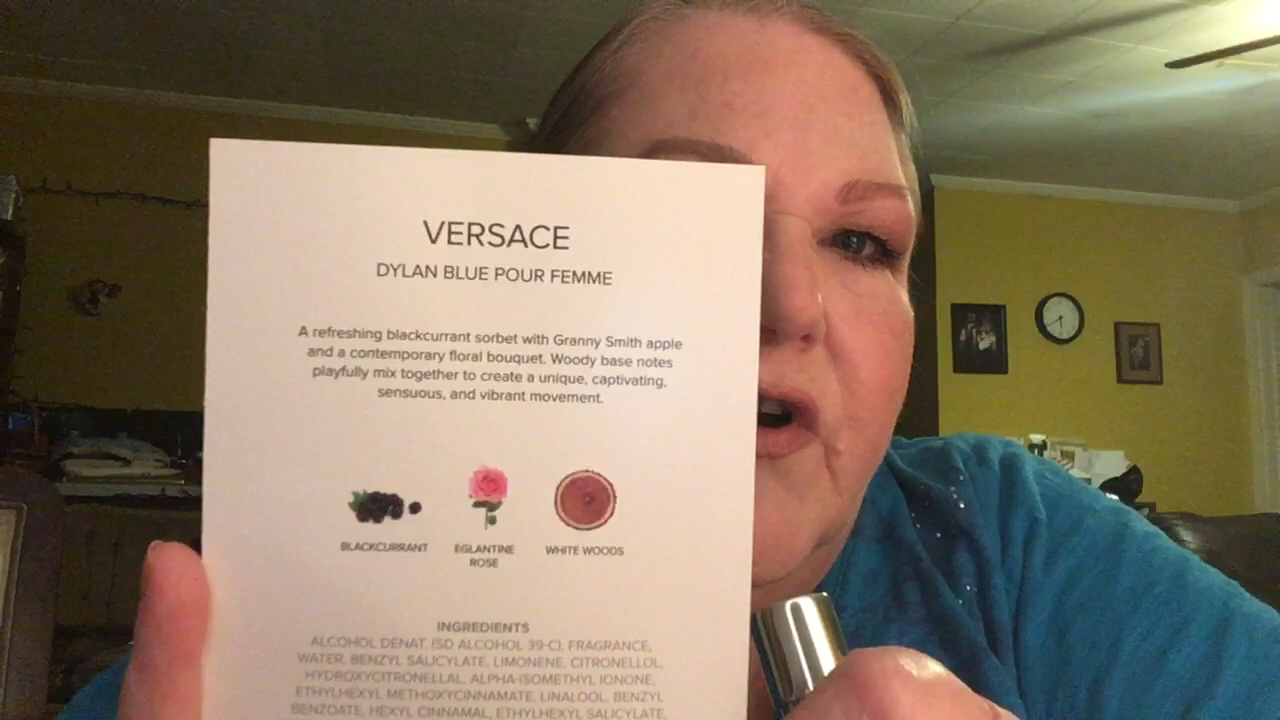 VERSACE
DYLAN BLUE POUR FEMME
A refreshing blackcurrant sorbet with Granny Smith apple
and a contemporary floral bouquet. Woody base notes
playfully mix together to create a unique, captivating,
sensuous, and vibrant movement.
BLACKCURRANT EGLANTINE WHITE WOODS
ROSE
INGREDIENTS
ALCOHOL DENAT. (SD ALCOHOL 39-C), FRAGRANCE,
WATER, BENZYL SALICYLATE, LIMONENE, CITRONELLOL,
HYDROXYCITRONELLAL, ALPHA-ISOMETHYL IONONE,
ETHYLHEXYL METHOXYCINNAMATE, LINALOOL, BENZYL
BENZOATE, HEXYL CINNAMAL, ETHYLHEXYL SALICYLATE,